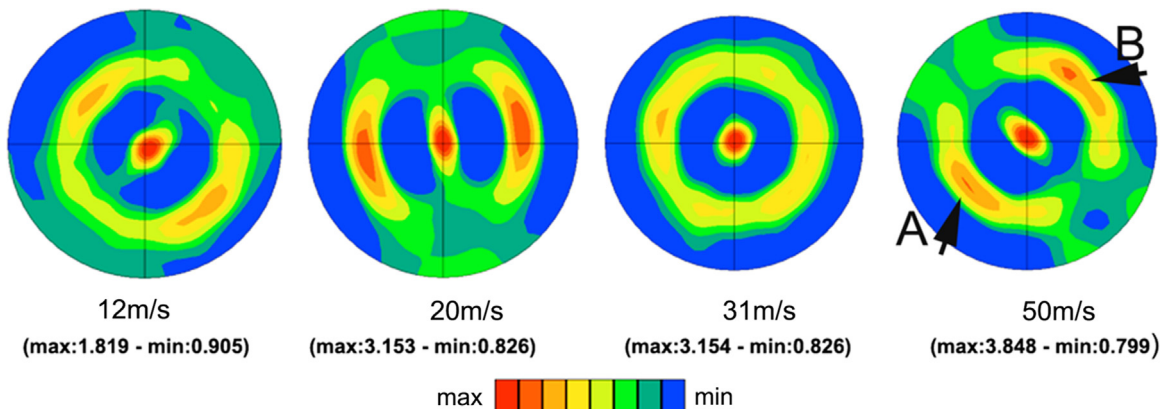 B
A
12m/s
20m/s
31m/s
50m/s
(max:1.819 - min:0.905)
(max:3.153 - min:0.826)
(max:3.154 - min:0.826)
(max:3.848 - min:0.799)
max
min